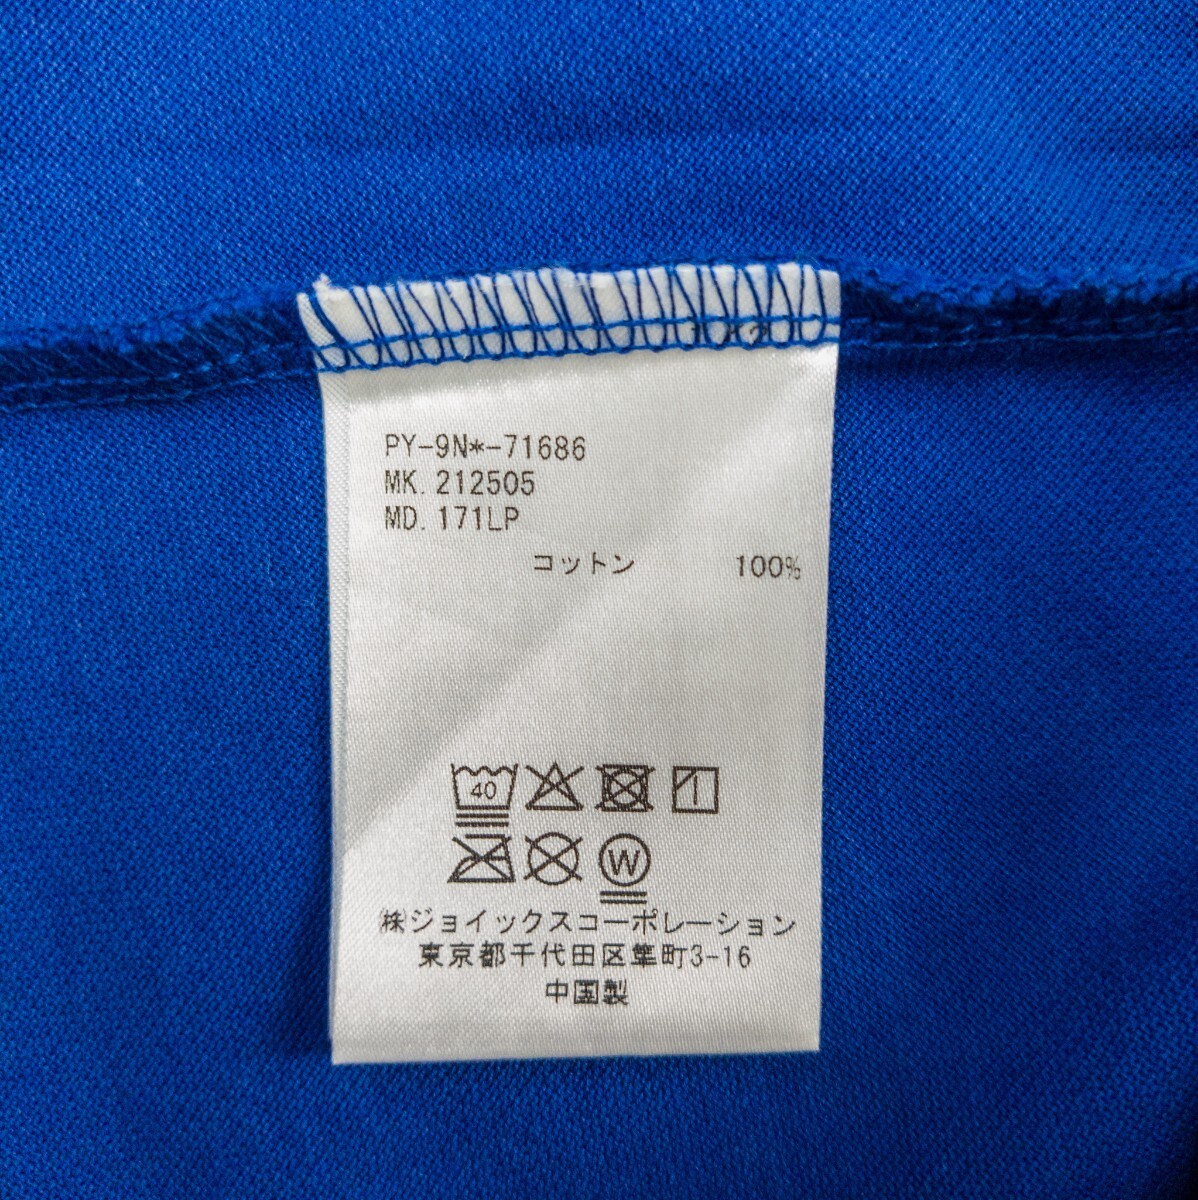 PY-9N*-71686
MK. 212505
MD. 171LP
コットン 100%
40
W
㈱ジョイックスコーポレーション
東京都千代田区隼町3-16
中国製